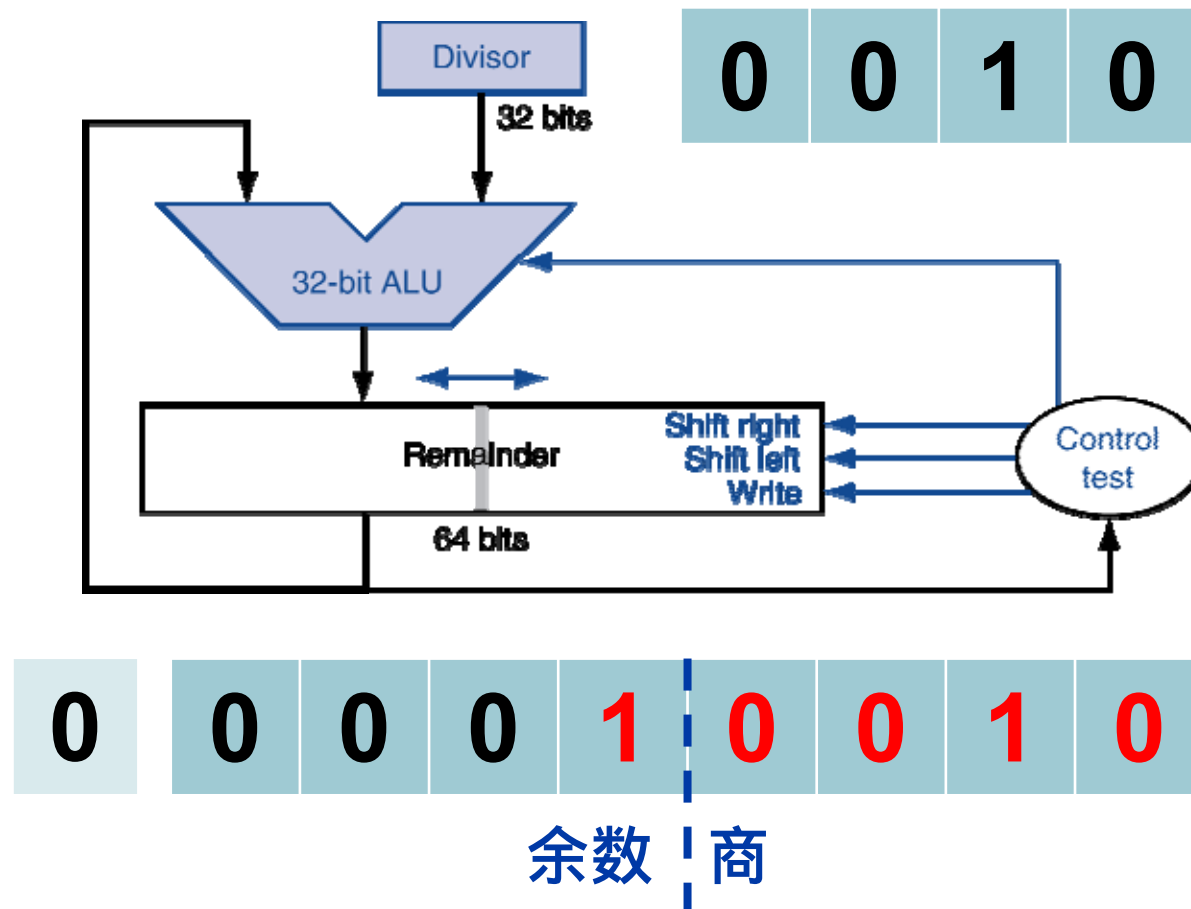 Divisor
0 0 1 0
32 bits
32-bit ALU
Remainder
Shift right
Shift left
Write
Control
test
64 bits
0 0 0 0 1 0 0 1 0
余数 商